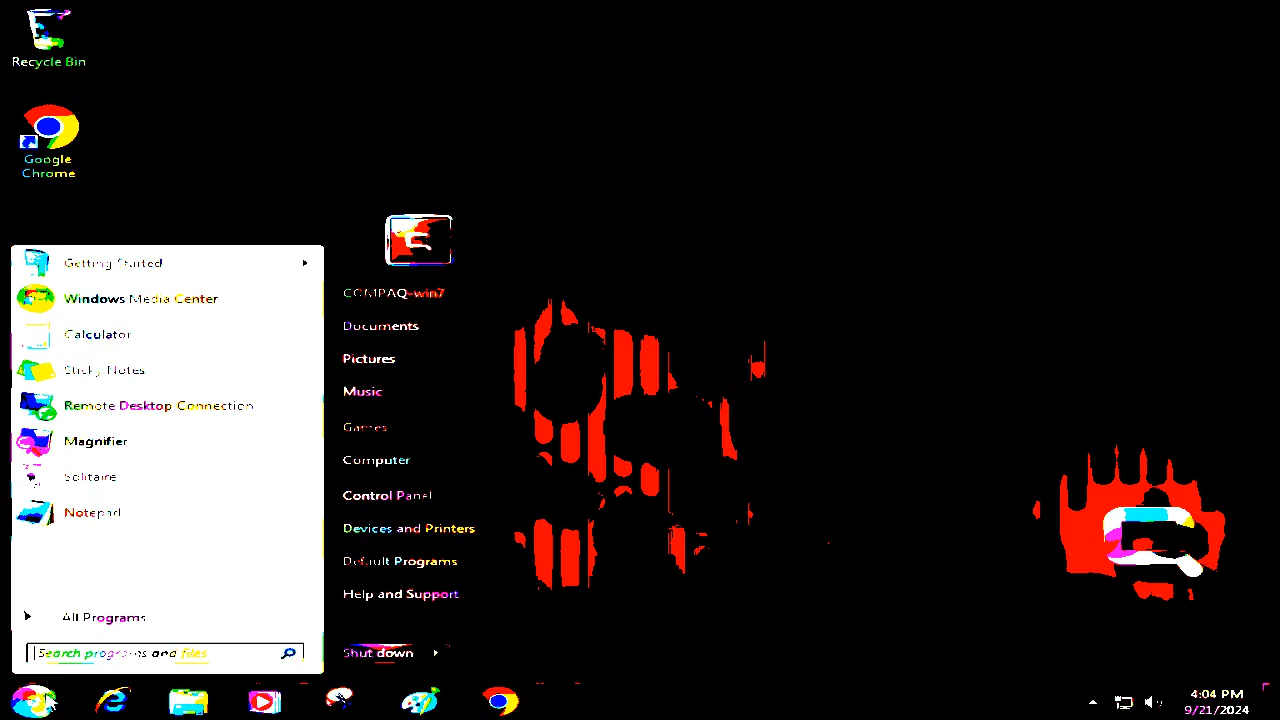 Recycle Bin
Google
Chrome
Getting Started
Windows Media Center
Calculator
Sticky Notes
Remote Desktop Connection
Magnifier
Solitaire
Notepad
All Programs
Search programs and files
COMPAQ-win7
Documents
Pictures
Music
Games
Computer
Control Panel
Devices and Printers
Default Programs
Help and Support
Shut down
4:04 PM
9/21/2024